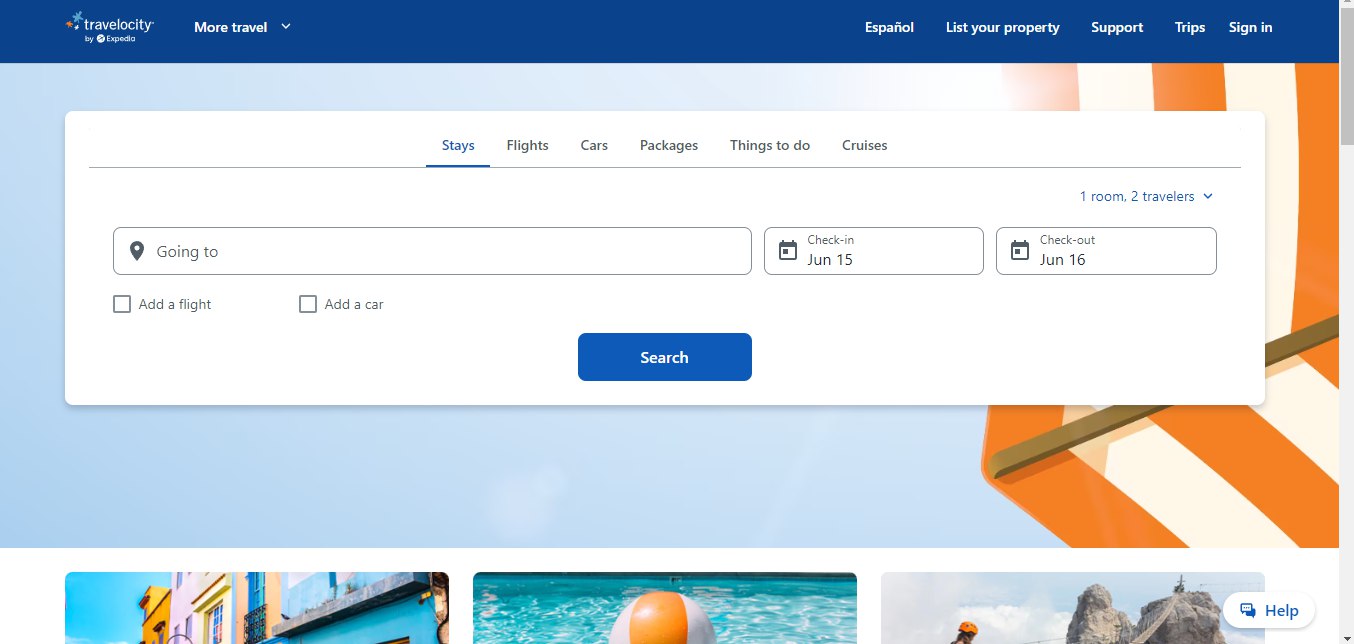 travelocity
by Expedia
More travel
Español
List your property
Support
Trips
Sign in
Stays
Flights
Cars
Packages
Things to do
Cruises
1 room, 2 travelers
Going to
Check-in
Jun 15
Check-out
Jun 16
Add a flight
Add a car
Search
Help